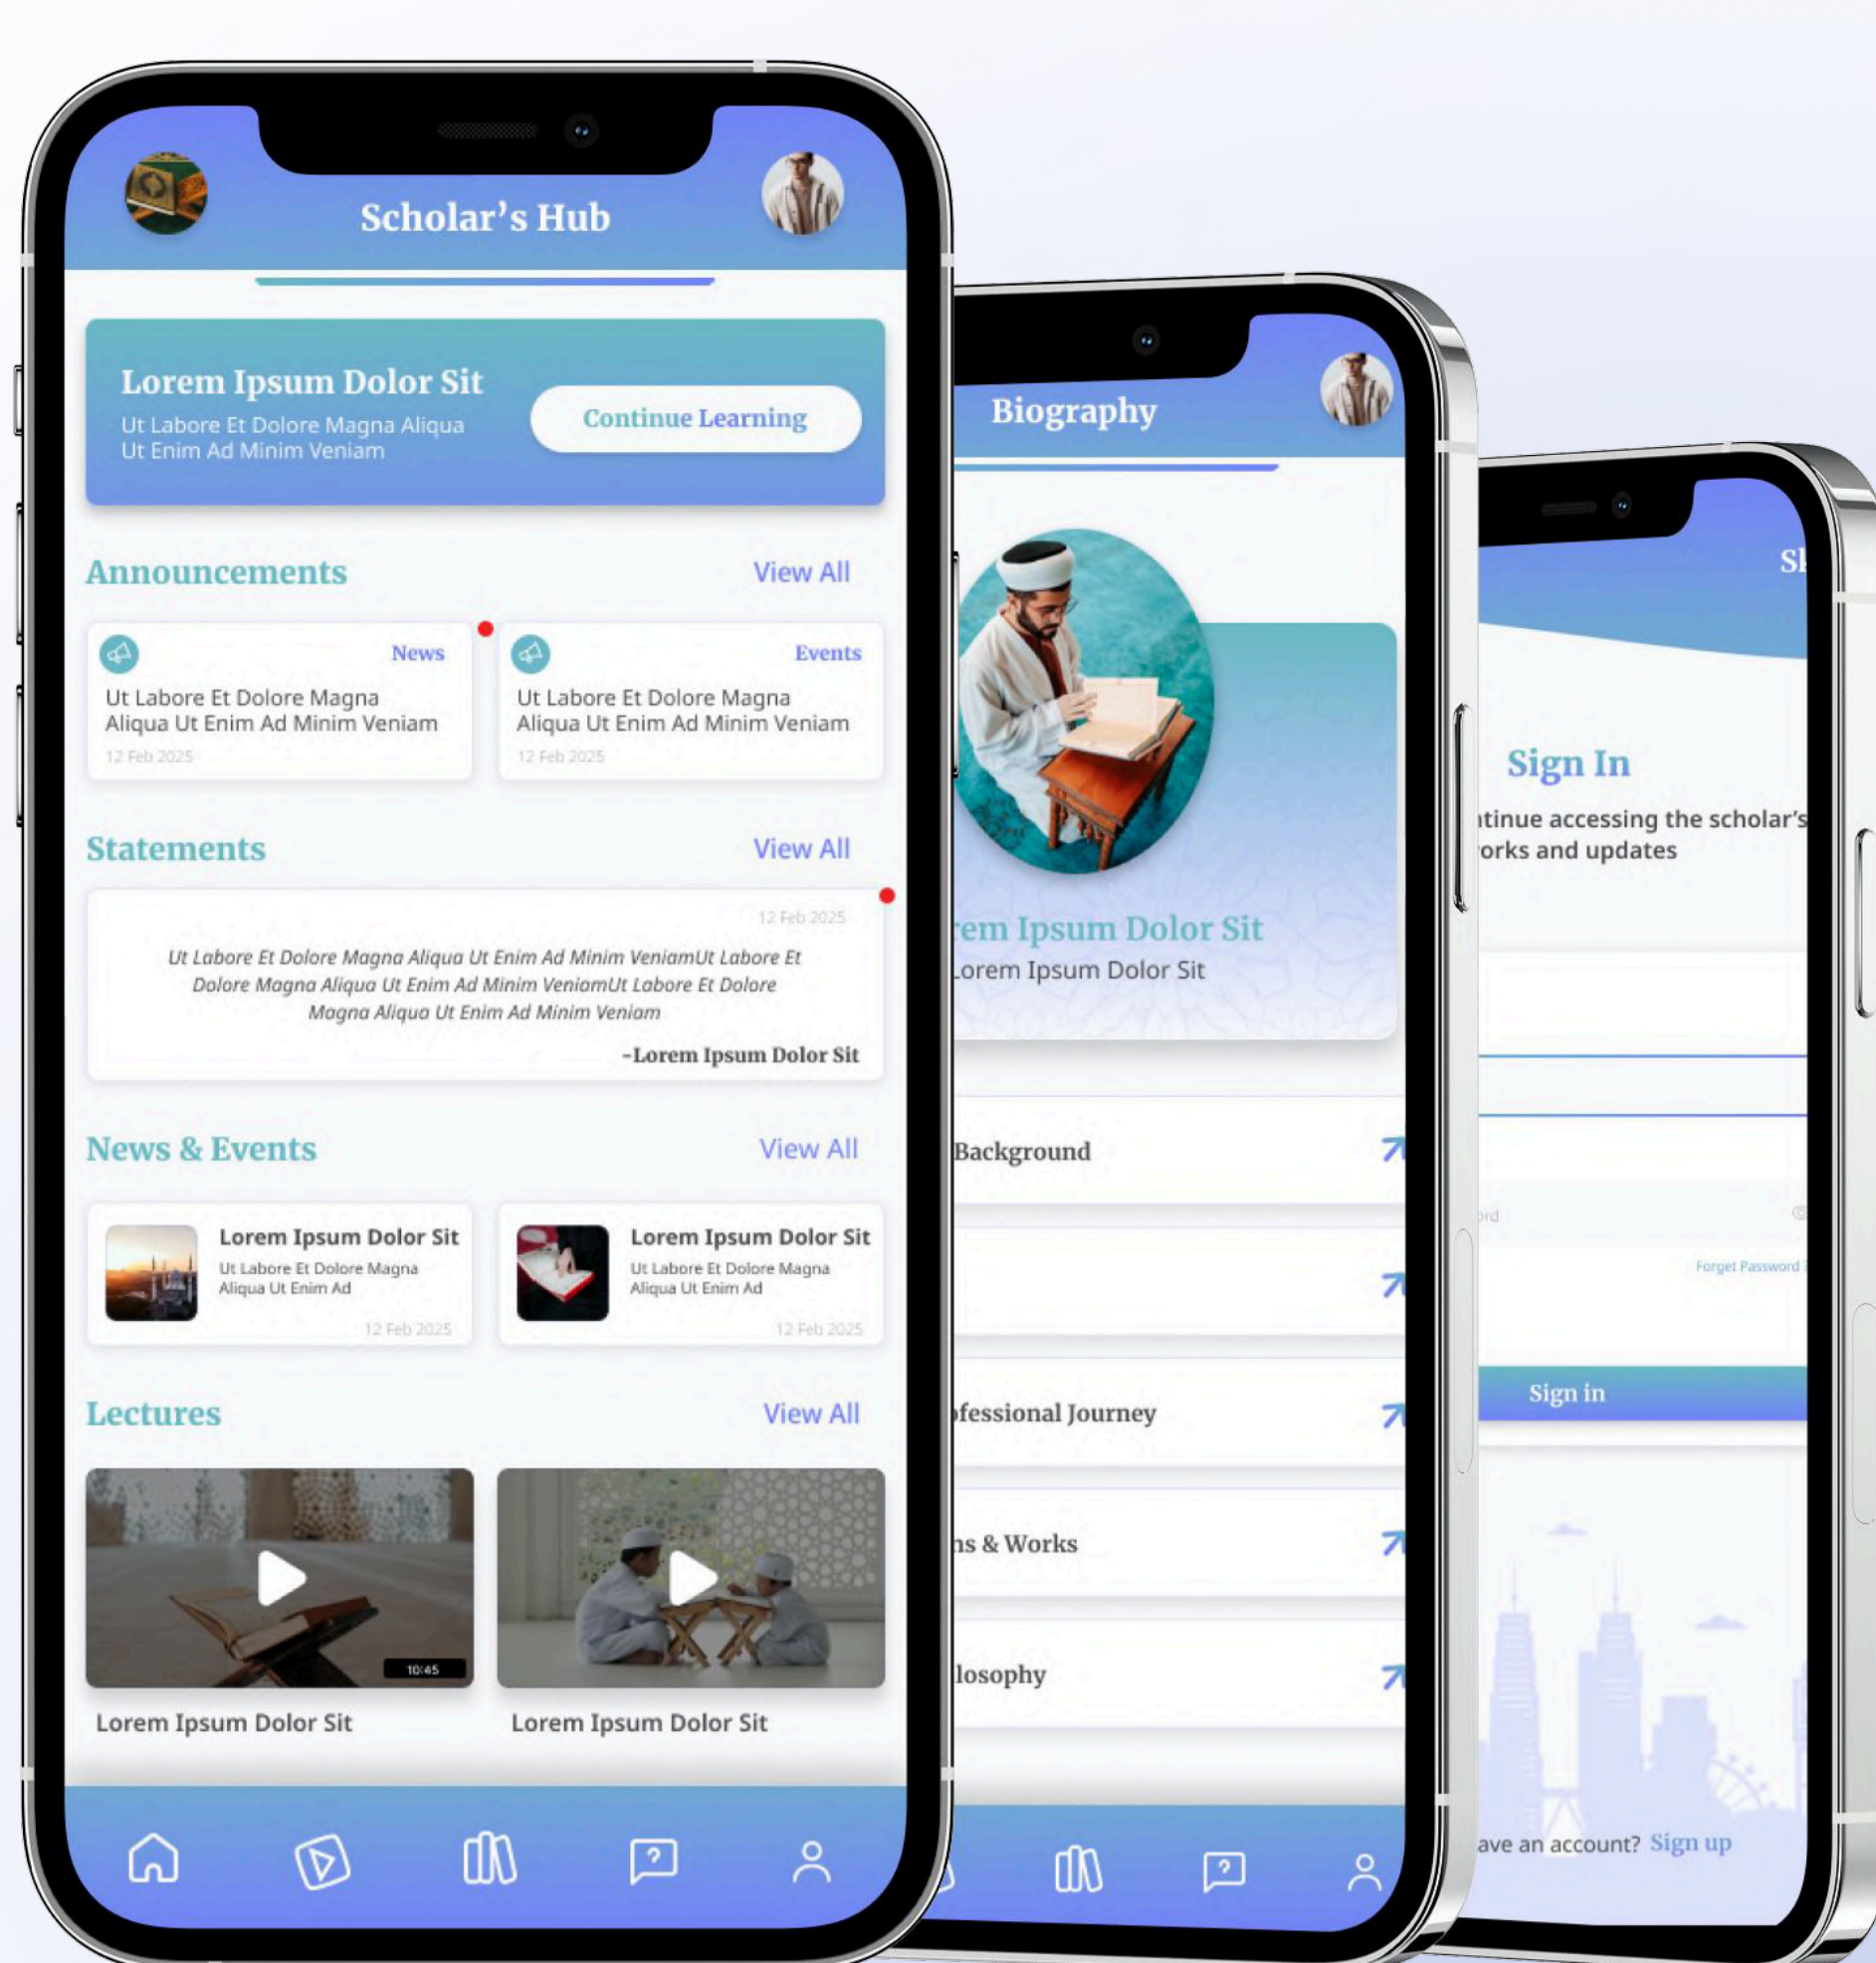 Scholar's Hub
Lorem Ipsum Dolor Sit
Ut Labore Et Dolore Magna Aliqua
Ut Enim Ad Minim Veniam
Continue Learning
Announcements
View All
News
Ut Labore Et Dolore Magna
Aliqua Ut Enim Ad Minim Veniam
12 Feb 2025
Events
Ut Labore Et Dolore Magna
Aliqua Ut Enim Ad Minim Veniam
12 Feb 2025
Statements
View All
12 Feb 2025
Ut Labore Et Dolore Magna Aliqua Ut Enim Ad Minim VeniamUt Labore Et
Dolore Magna Aliqua Ut Enim Ad Minim VeniamUt Labore Et Dolore
Magna Aliqua Ut Enim Ad Minim Veniam
-Lorem Ipsum Dolor Sit
News & Events
View All
Lorem Ipsum Dolor Sit
Ut Labore Et Dolore Magna
Aliqua Ut Enim Ad
12 Feb 2025
Lorem Ipsum Dolor Sit
Ut Labore Et Dolore Magna
Aliqua Ut Enim Ad
12 Feb 2025
Lectures
View All
10:45
Lorem Ipsum Dolor Sit
Lorem Ipsum Dolor Sit
Biography
rem Ipsum Dolor Sit
Lorem Ipsum Dolor Sit
Background
ofessional Journey
ns & Works
losophy
Sk
Sign In
ntinue accessing the scholar's
orks and updates
ord
Forget Password ?
Sign in
ave an account? Sign up